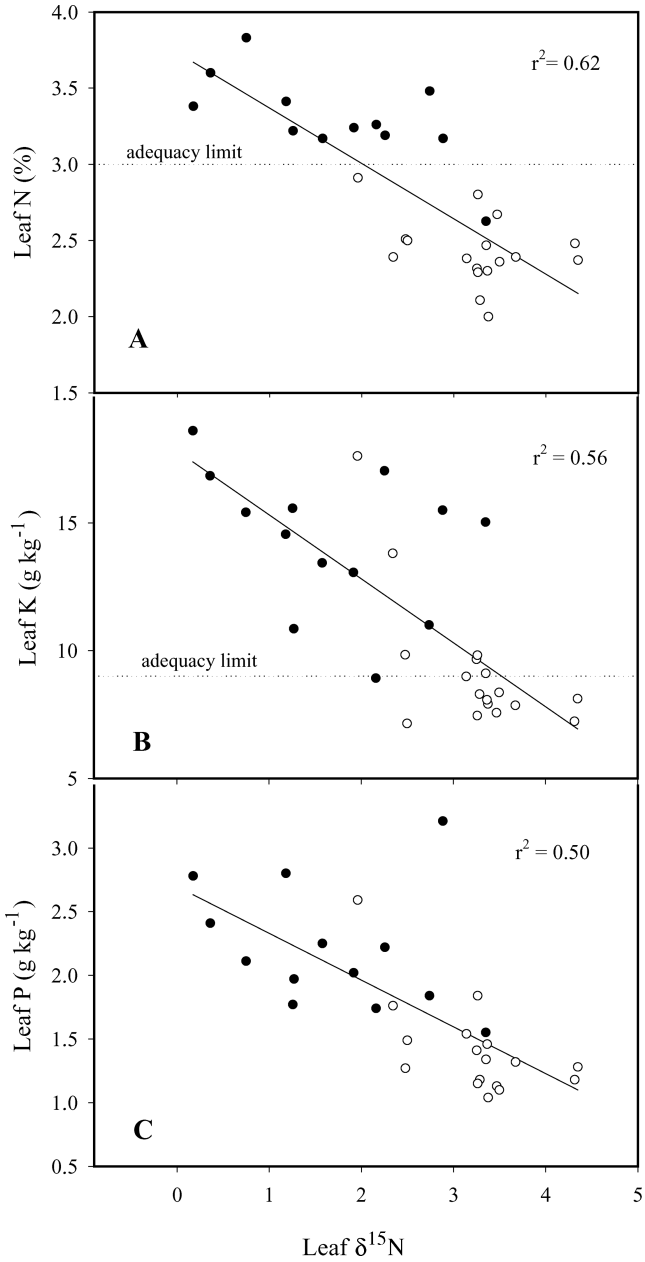 4.0
r²= 0.62
3.5
adequacy limit
3.0
Leaf N (%)
2.5
2.0
A
1.5
r² = 0.56
15
Leaf K (g kg⁻¹)
10
adequacy limit
B
5
r² = 0.50
3.0
2.5
Leaf P (g kg⁻¹)
2.0
1.5
1.0
C
0.5
0 1 2 3 4 5
Leaf δ¹⁵N